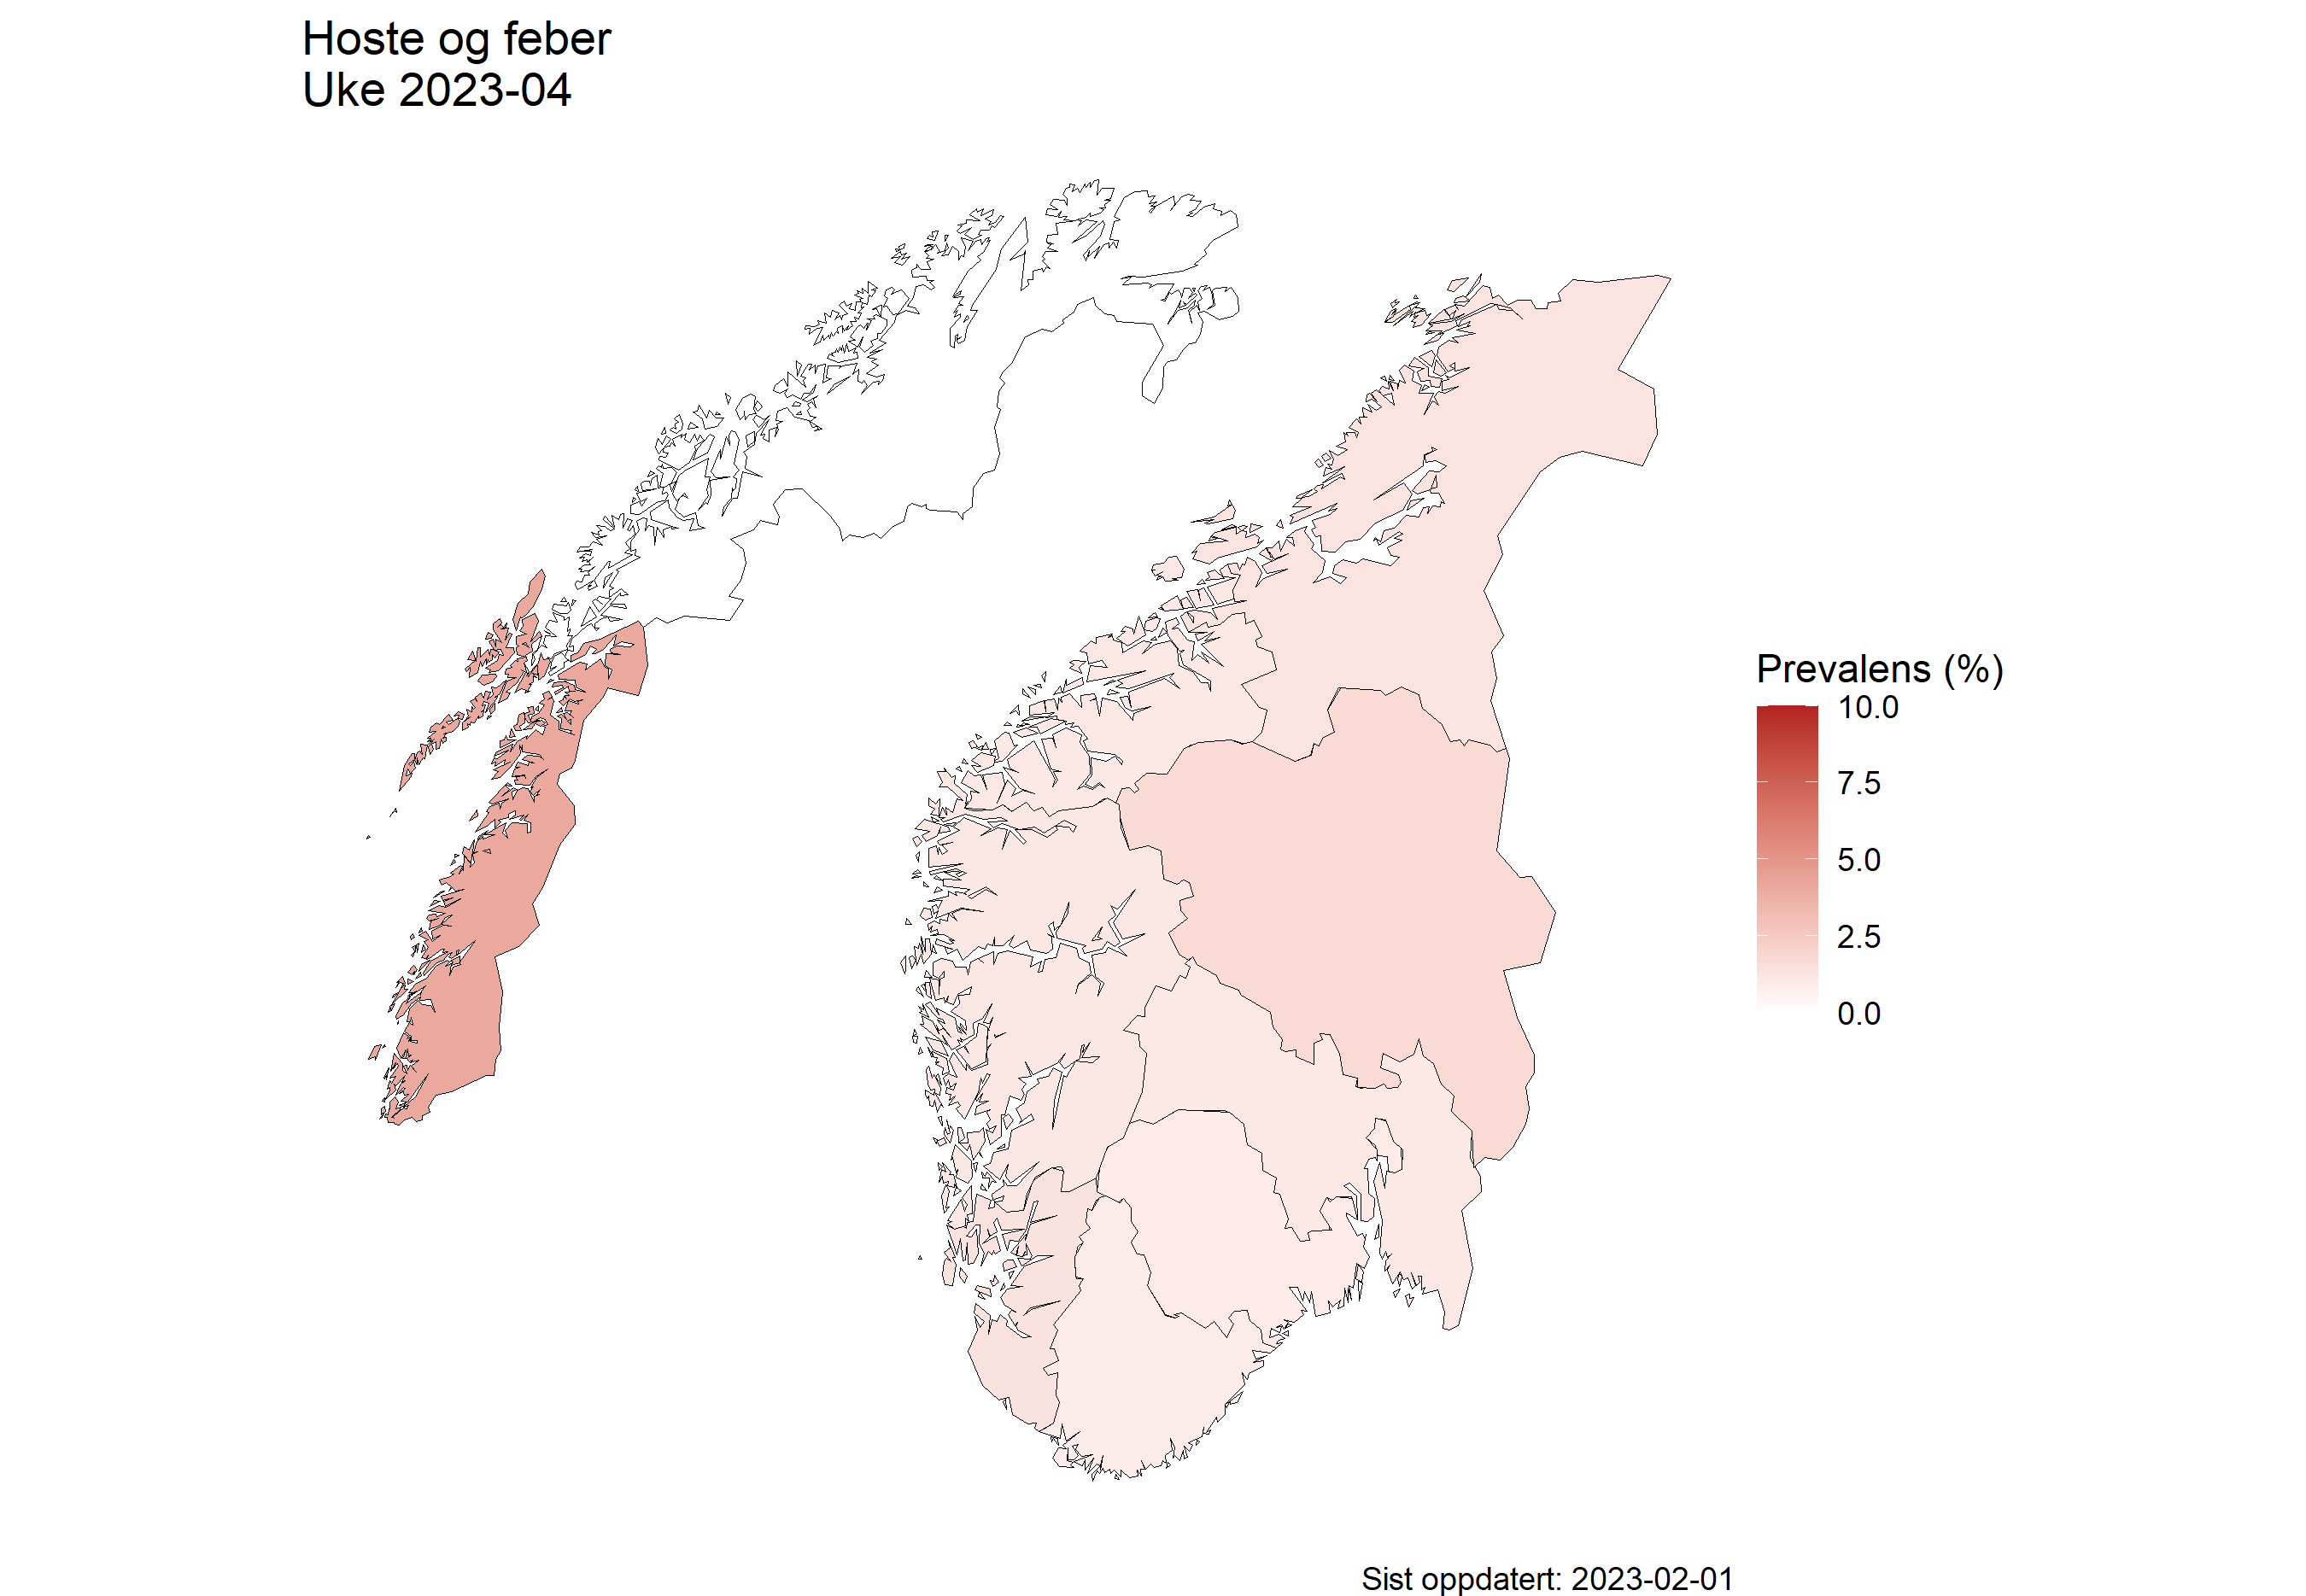 Hoste og feber
Uke 2023-04
Prevalens (%)
10.0
7.5
5.0
2.5
0.0
Sist oppdatert: 2023-02-01